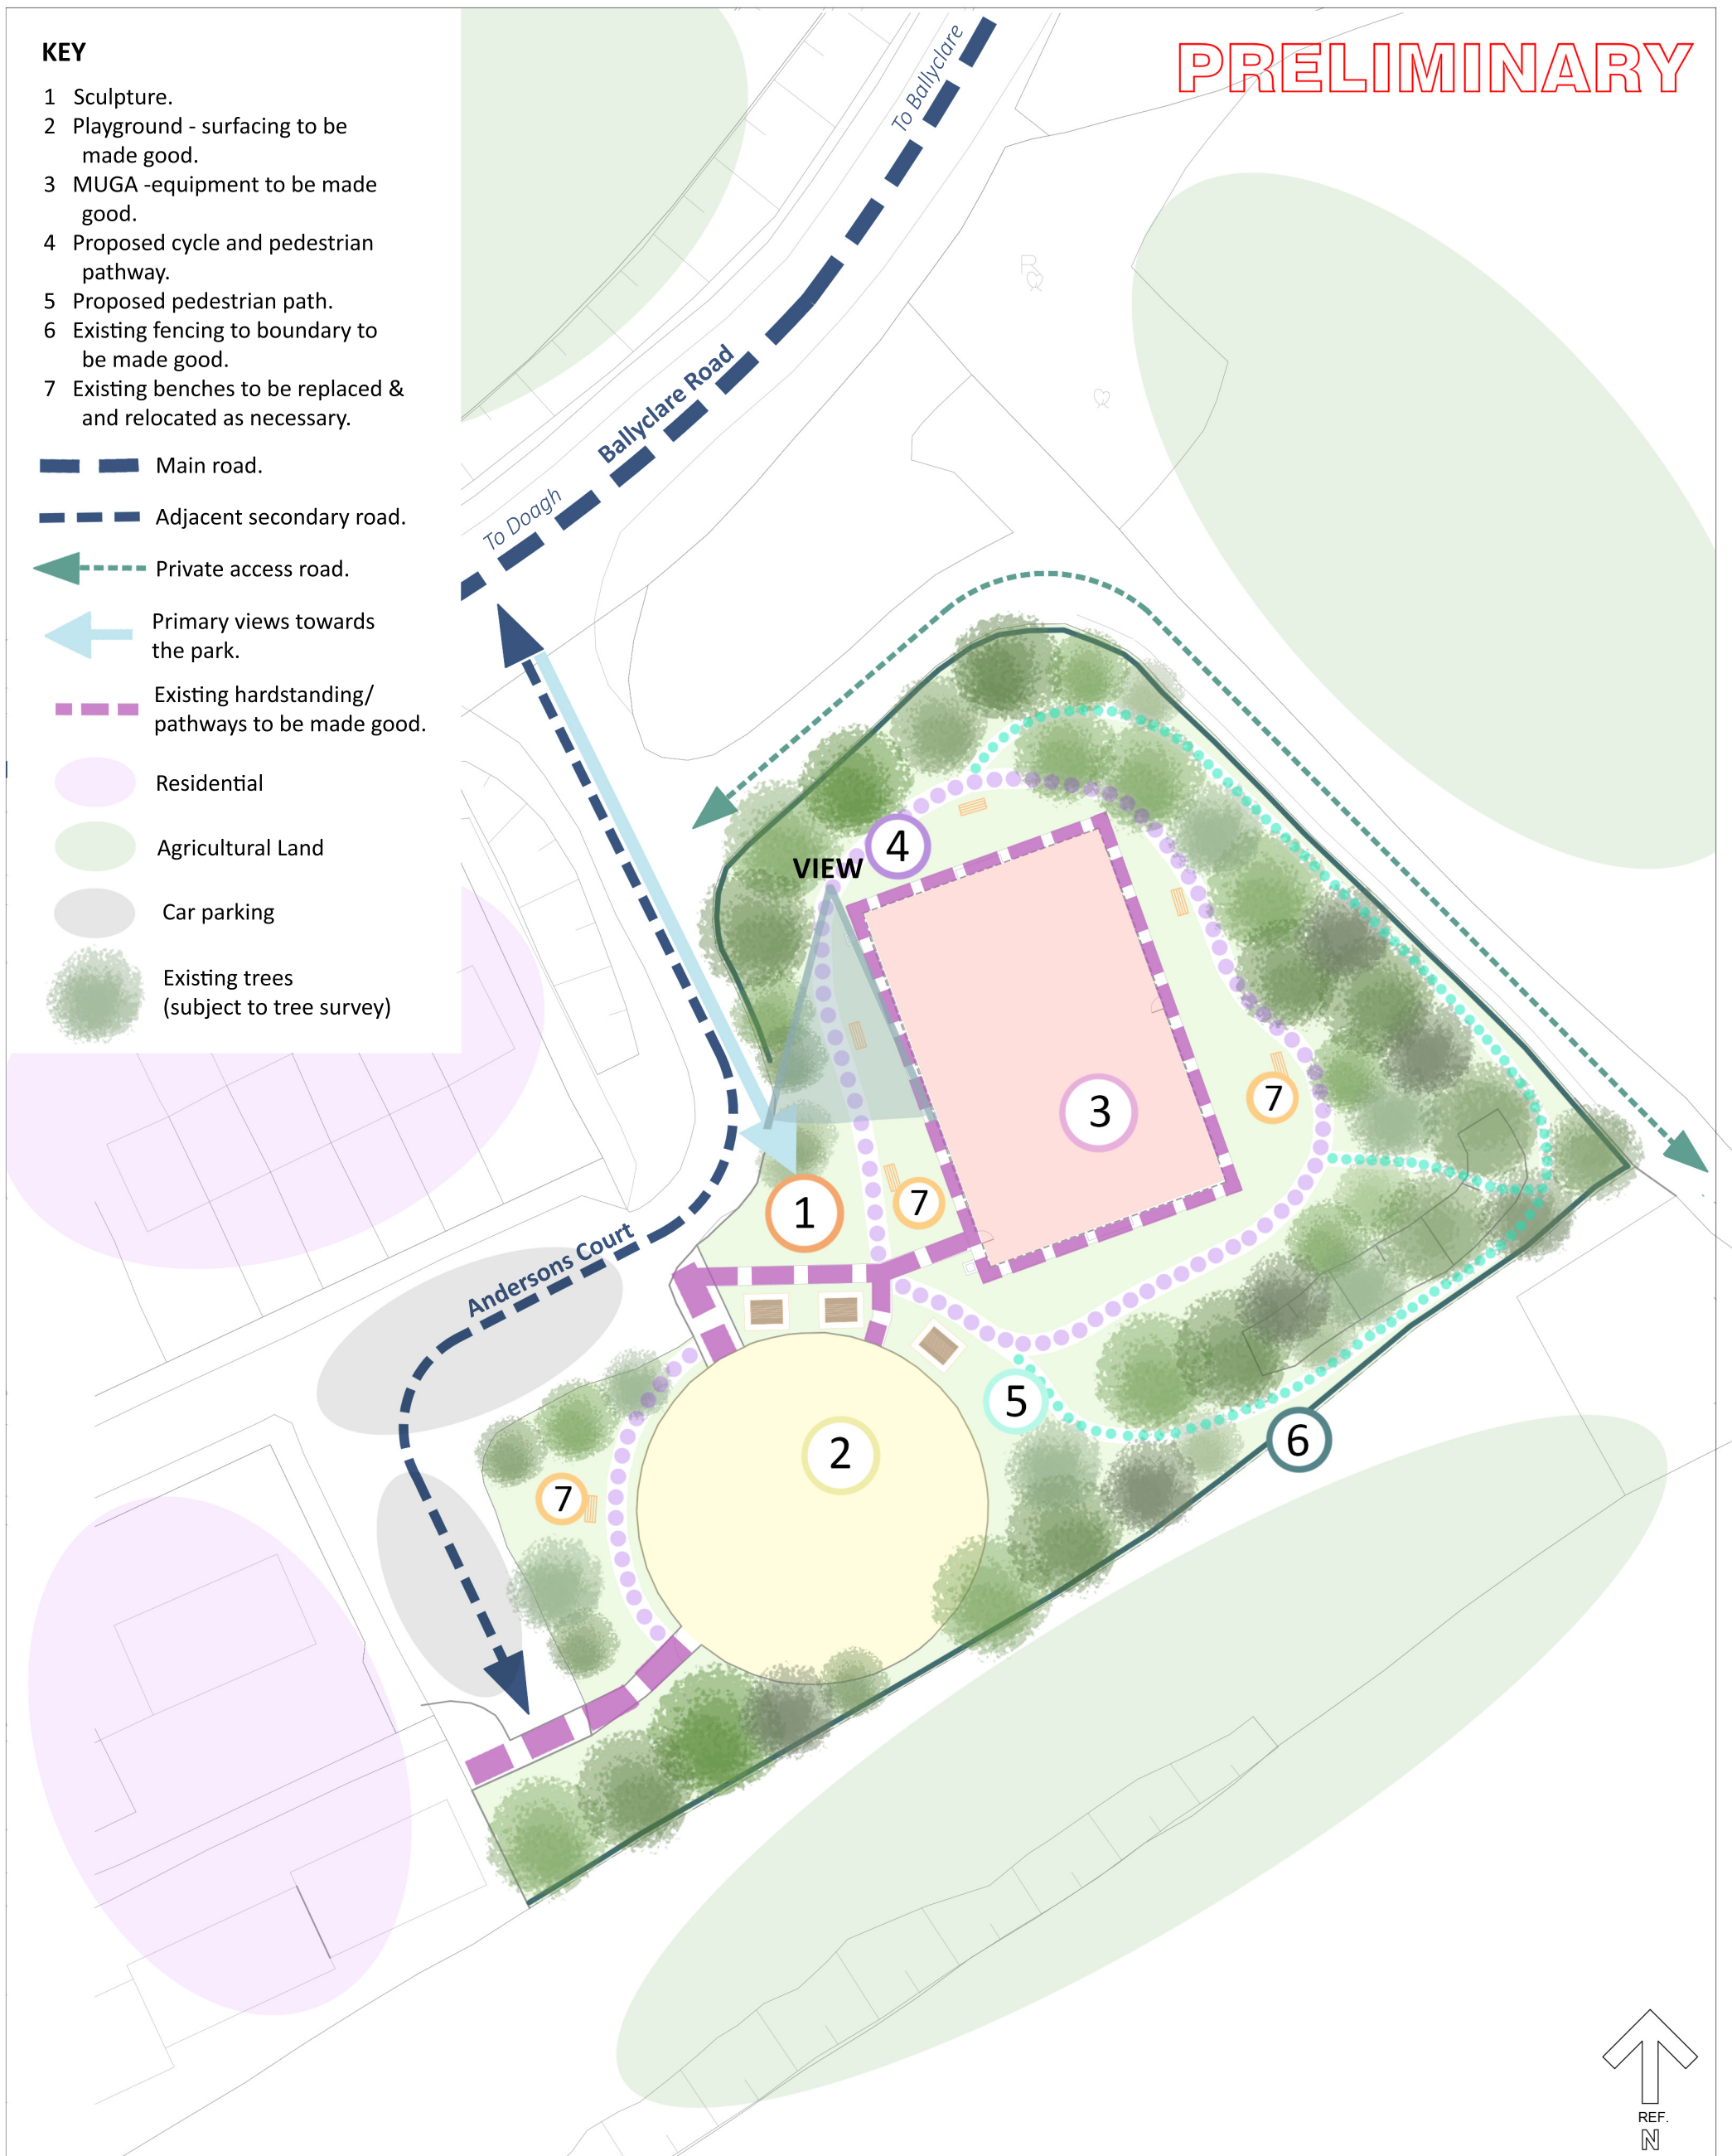 KEY
1 Sculpture.
2 Playground - surfacing to be
made good.
3 MUGA -equipment to be made
good.
4 Proposed cycle and pedestrian
pathway.
5 Proposed pedestrian path.
6 Existing fencing to boundary to
be made good.
7 Existing benches to be replaced &
and relocated as necessary.
Main road.
Adjacent secondary road.
Private access road.
Primary views towards
the park.
Existing hardstanding/
pathways to be made good.
Residential
Agricultural Land
Car parking
Existing trees
(subject to tree survey)
PRELIMINARY
To Ballyclare
Ballyclare Road
To Doagh
R
4
VIEW
3
7
1
7
Andersons Court
5
2
6
7
REF.
N